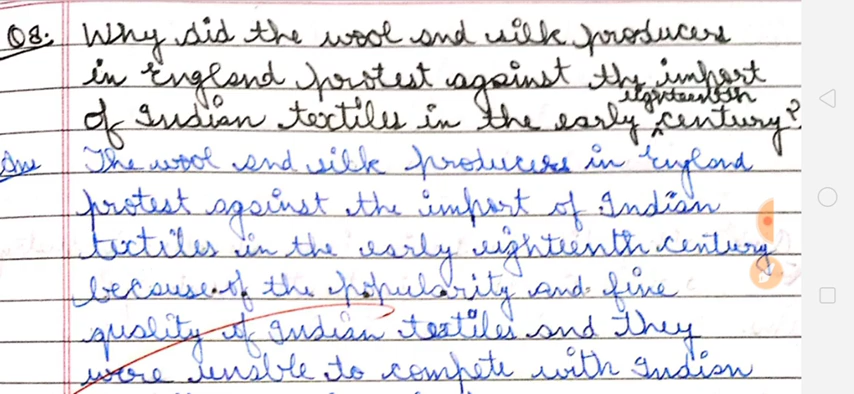 Q8. Why did the wool and silk producers
in England protest against the import
of Indian textiles in the early eighteenth century?
Ans The wool and silk producers in England
protest against the import of Indian
textiles in the early eighteenth century
because of the popularity and fine
quality of Indian textiles and they
were unable to compete with Indian